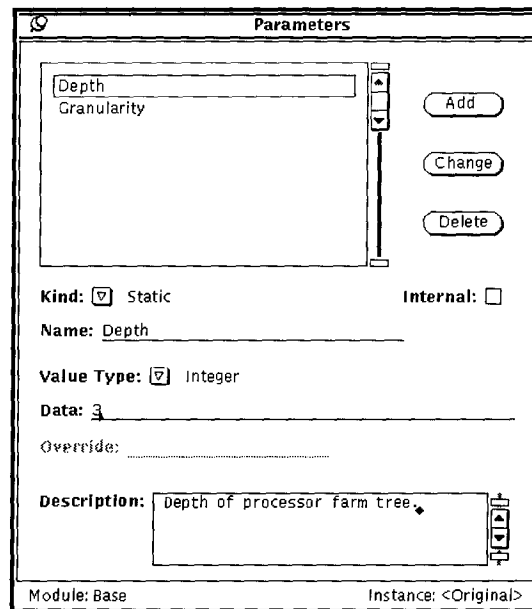 Parameters
Depth
Granularity
Add
Change
Delete
Kind: Static Internal:
Name: Depth
Value Type: Integer
Data: 3
Override:
Description: Depth of processor farm tree.
Module: Base Instance: <Original>